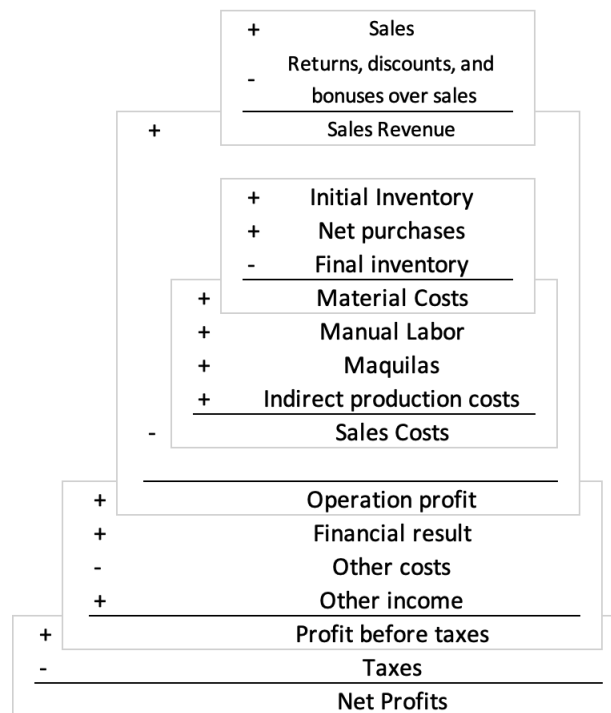 + Sales
- Returns, discounts, and
bonuses over sales
+ Sales Revenue
+ Initial Inventory
+ Net purchases
- Final inventory
+ Material Costs
+ Manual Labor
+ Maquilas
+ Indirect production costs
- Sales Costs
+ Operation profit
+ Financial result
- Other costs
+ Other income
+ Profit before taxes
- Taxes
Net Profits